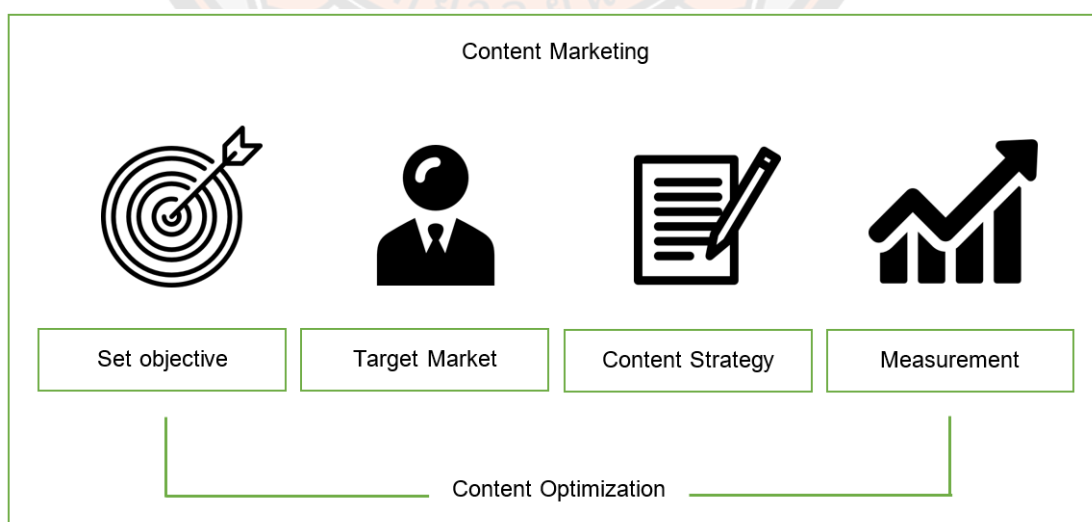 Content Marketing
Set objective
Target Market
Content Strategy
Measurement
Content Optimization